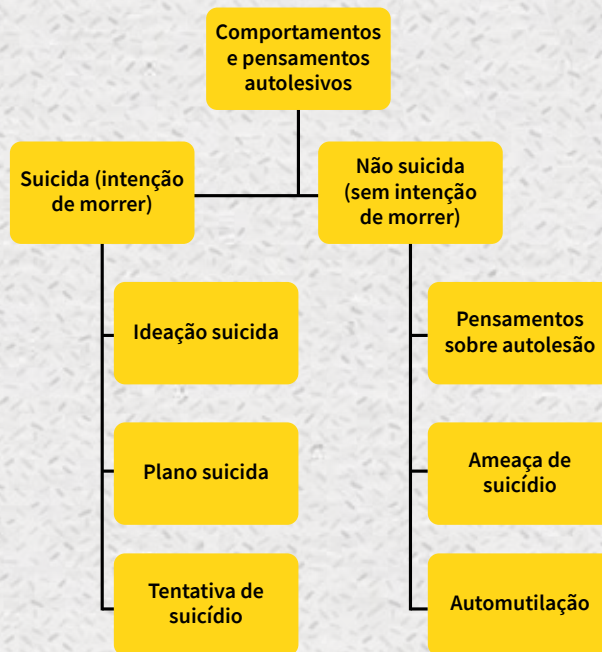 Comportamentos
e pensamentos
autolesivos
Suicida (intenção
de morrer)
Não suicida
(sem intenção
de morrer)
Ideação suicida
Pensamentos
sobre autolesão
Plano suicida
Ameaça de
suicídio
Tentativa de
suicídio
Automutilação